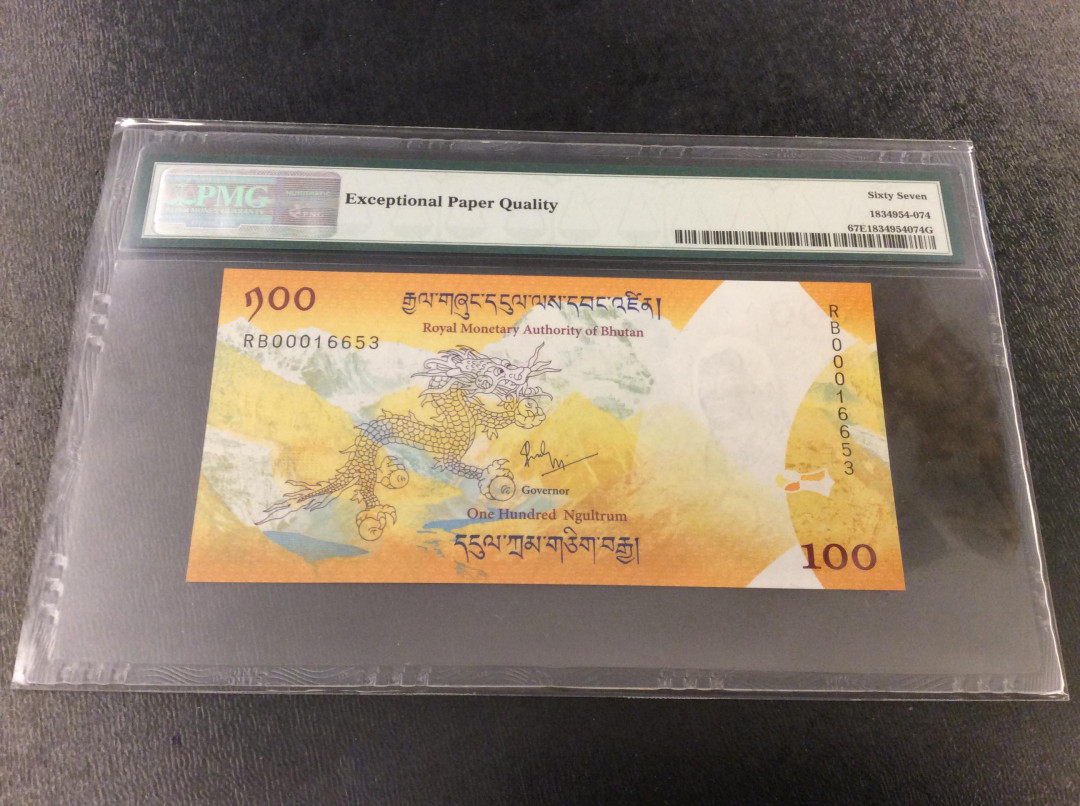 PMG
Exceptional Paper Quality
Sixty Seven
1834954-074
67E1834954074G
༡༠༠
རྒྱལ་གཞུང་དངུལ་ལས་དབང་འཛིན།
Royal Monetary Authority of Bhutan
RB00016653
RB00016653
Governor
One Hundred Ngultrum
དངུལ་ཀྲམ་གཅིག་བརྒྱ།
100